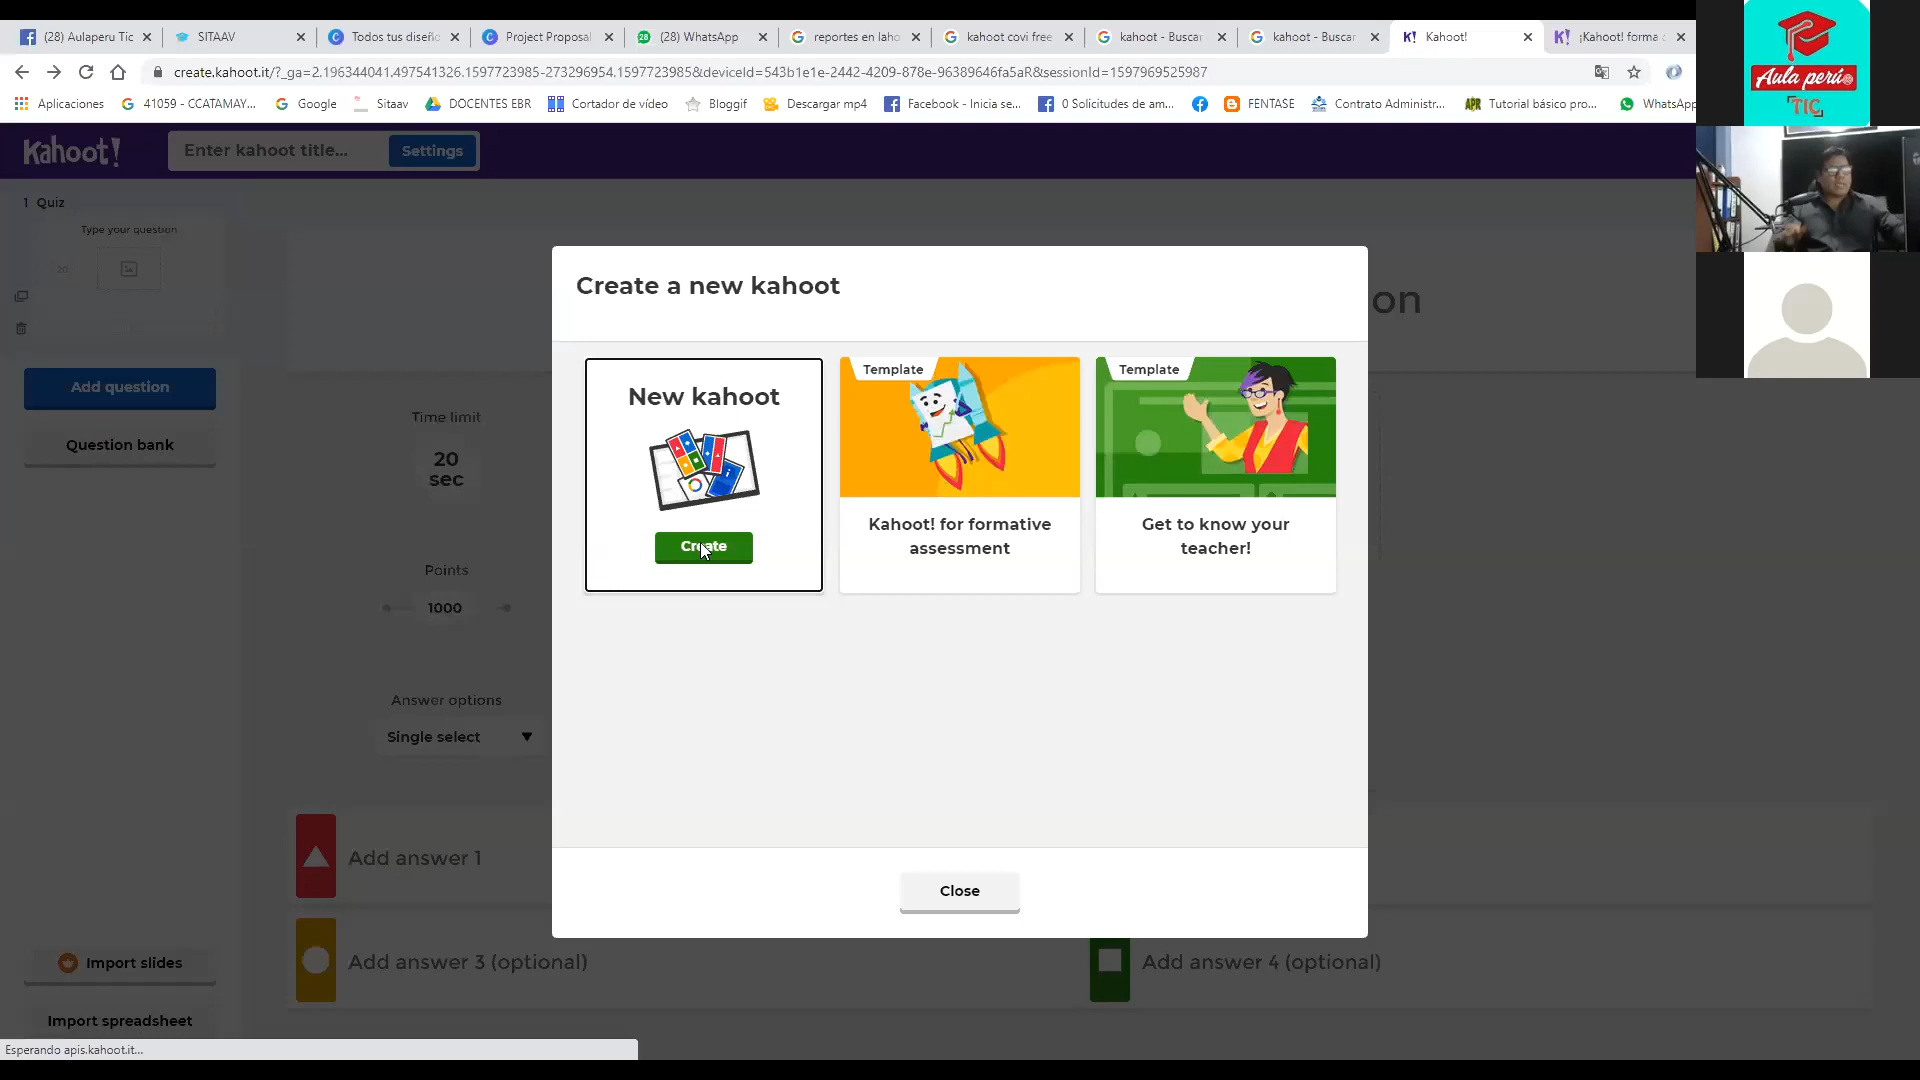 (28) Aulaperu Tic
SITAAV
Todos tus diseñ
Project Proposal
(28) WhatsApp
reportes en laho
kahoot covi free
kahoot - Buscar
kahoot - Buscar
Kahoot!
¡Kahoot! forma
create.kahoot.it/?_ga=2.196344041.497541326.1597723985-273296954.1597723985&deviceId=543b1e1e-2442-4209-878e-96389646fa5aR&sessionId=1597969525987
Aplicaciones
41059 - CCATAMAY...
Google
Sitaav
DOCENTES EBR
Cortador de vídeo
Bloggif
Descargar mp4
Facebook - Inicia se...
0 Solicitudes de am...
FENTASE
Contrato Administr...
Tutorial básico pro...
WhatsApp
Aula perú
TIC
Kahoot!
Enter kahoot title...
Settings
1 Quiz
Type your question
20
Add question
Question bank
Time limit
20
sec
Points
1000
Answer options
Single select
on
Create a new kahoot
New kahoot
Create
Template
Kahoot! for formative
assessment
Template
Get to know your
teacher!
Close
Add answer 1
Add answer 3 (optional)
Add answer 4 (optional)
Import slides
Import spreadsheet
Esperando apis.kahoot.it...